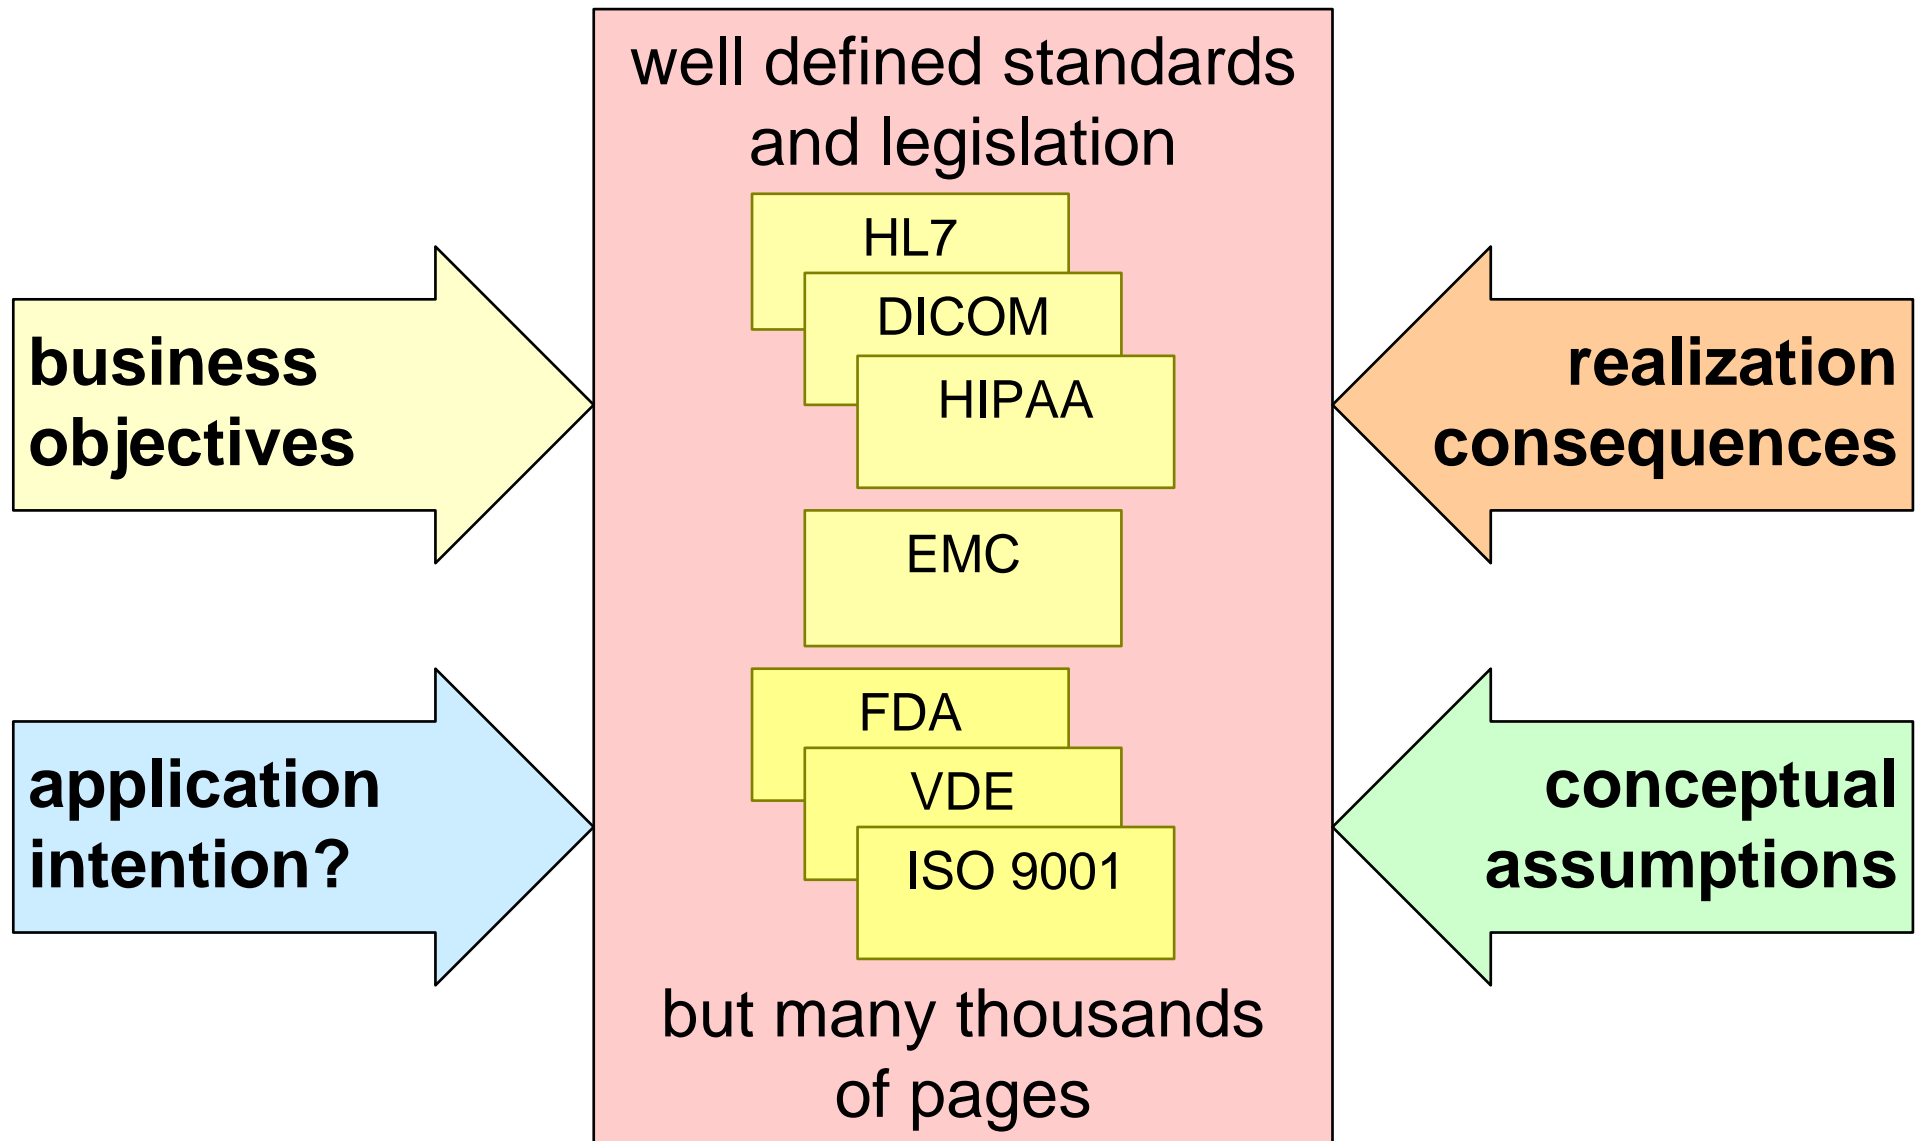 well defined standards
and legislation
HL7
DICOM
HIPAA
EMC
FDA
VDE
ISO 9001
but many thousands
of pages
business
objectives
application
intention?
realization
consequences
conceptual
assumptions